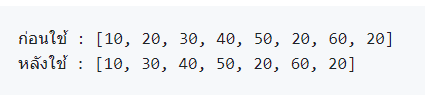 ก่อนใช้ : [10, 20, 30, 40, 50, 20, 60, 20]
หลังใช้ : [10, 30, 40, 50, 20, 60, 20]